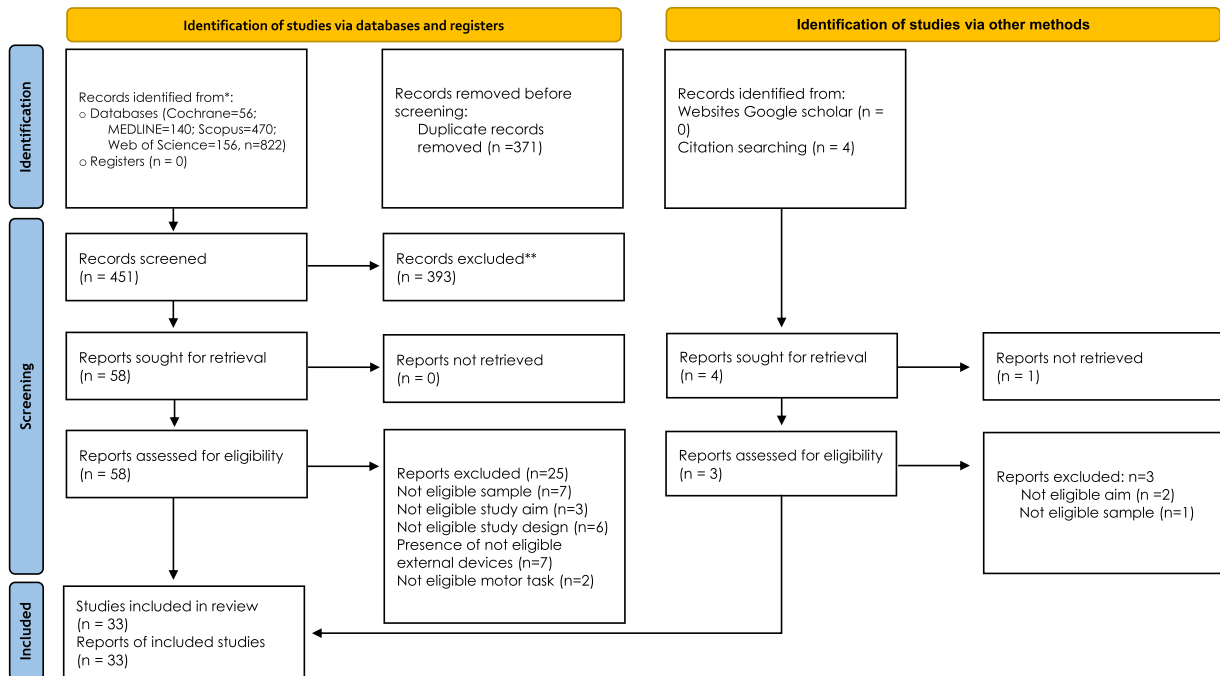 Identification of studies via databases and registers
Identification of studies via other methods
Identification
Records identified from*:
o Databases (Cochrane=56;
MEDLINE=140; Scopus=470;
Web of Science=156, n=822)
o Registers (n = 0)
Records removed before
screening:
Duplicate records
removed (n =371)
Records identified from:
Websites Google scholar (n =
0)
Citation searching (n = 4)
Screening
Records screened
(n = 451)
Records excluded**
(n = 393)
Reports sought for retrieval
(n = 58)
Reports not retrieved
(n = 0)
Reports sought for retrieval
(n = 4)
Reports not retrieved
(n = 1)
Reports assessed for eligibility
(n = 58)
Reports excluded (n=25)
Not eligible sample (n=7)
Not eligible study aim (n=3)
Not eligible study design (n=6)
Presence of not eligible
external devices (n=7)
Not eligible motor task (n=2)
Reports assessed for eligibility
(n = 3)
Reports excluded: n=3
Not eligible aim (n =2)
Not eligible sample (n=1)
Included
Studies included in review
(n = 33)
Reports of included studies
(n = 33)